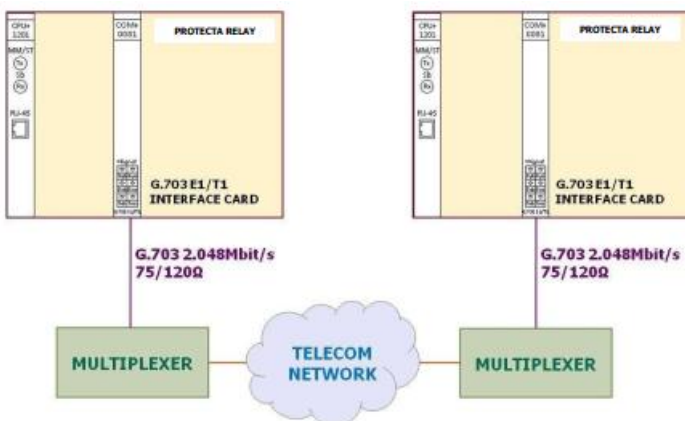 CPU+
1201
COM+
0001
PROTECTA RELAY
MM/ST
Tx
Rx
RJ-45
G.703 E1/T1
INTERFACE CARD
G.703 2.048Mbit/s
75/120Ω
MULTIPLEXER
TELECOM
NETWORK
CPU+
1201
COM+
0001
PROTECTA RELAY
MM/ST
Tx
Rx
RJ-45
G.703 E1/T1
INTERFACE CARD
G.703 2.048Mbit/s
75/120Ω
MULTIPLEXER